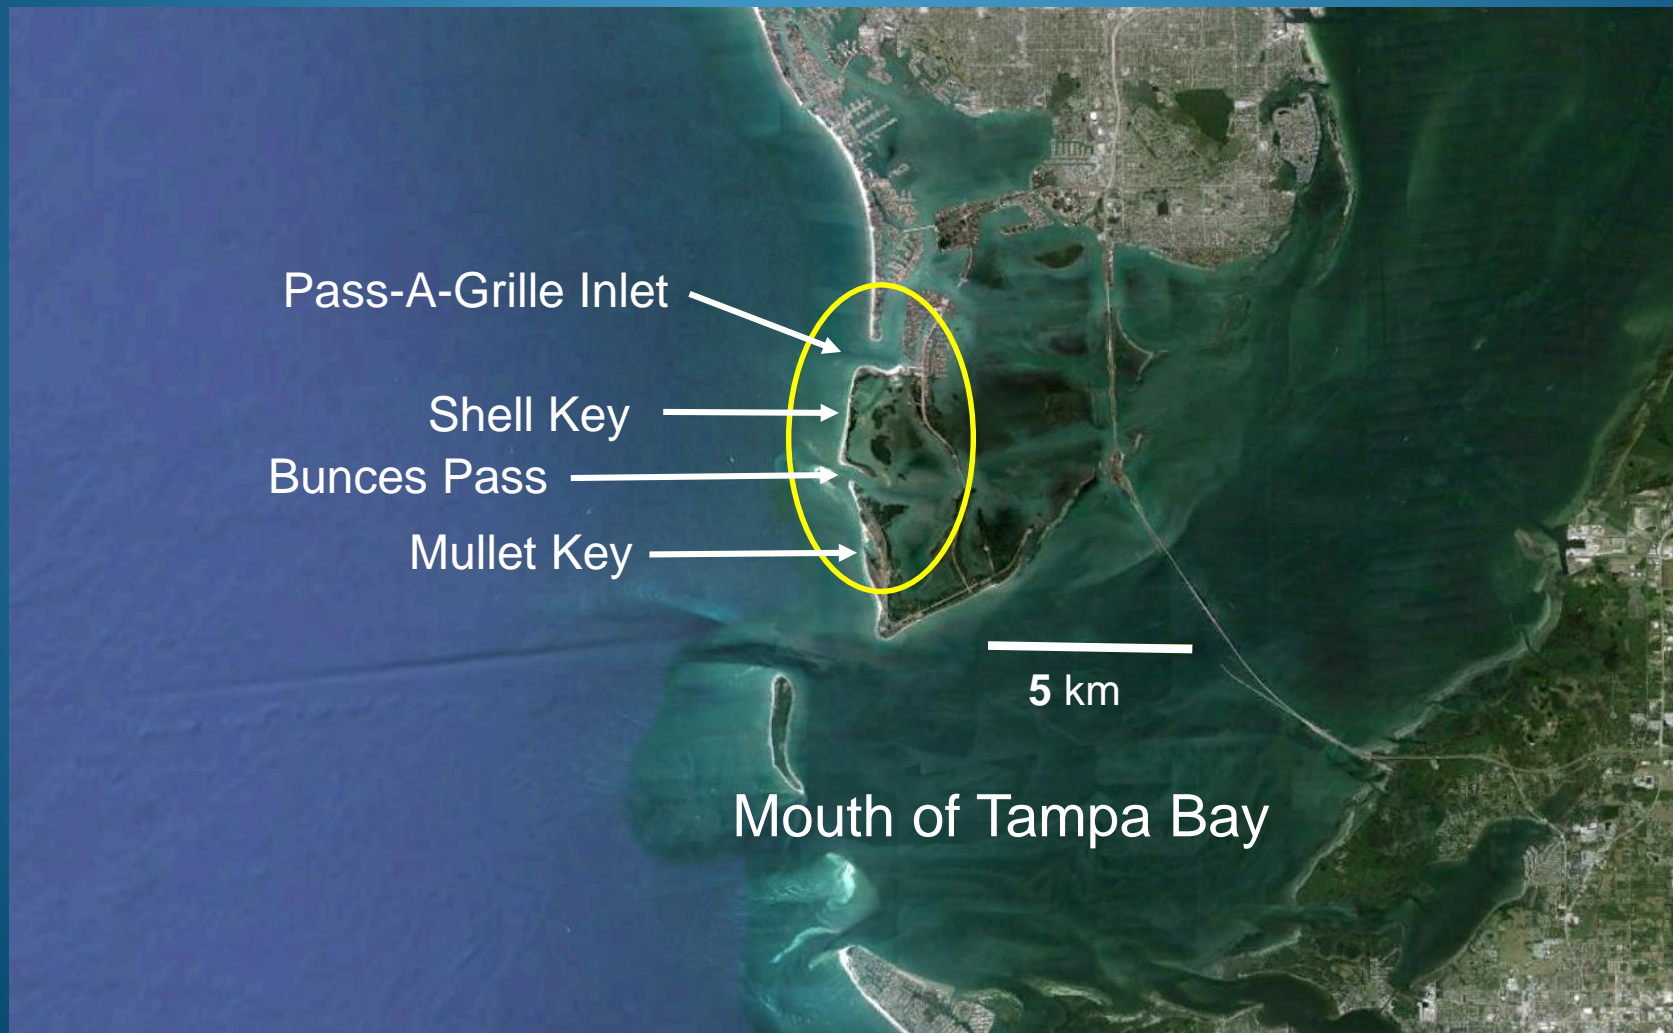 Pass-A-Grille Inlet
Shell Key
Bunces Pass
Mullet Key
5 km
Mouth of Tampa Bay